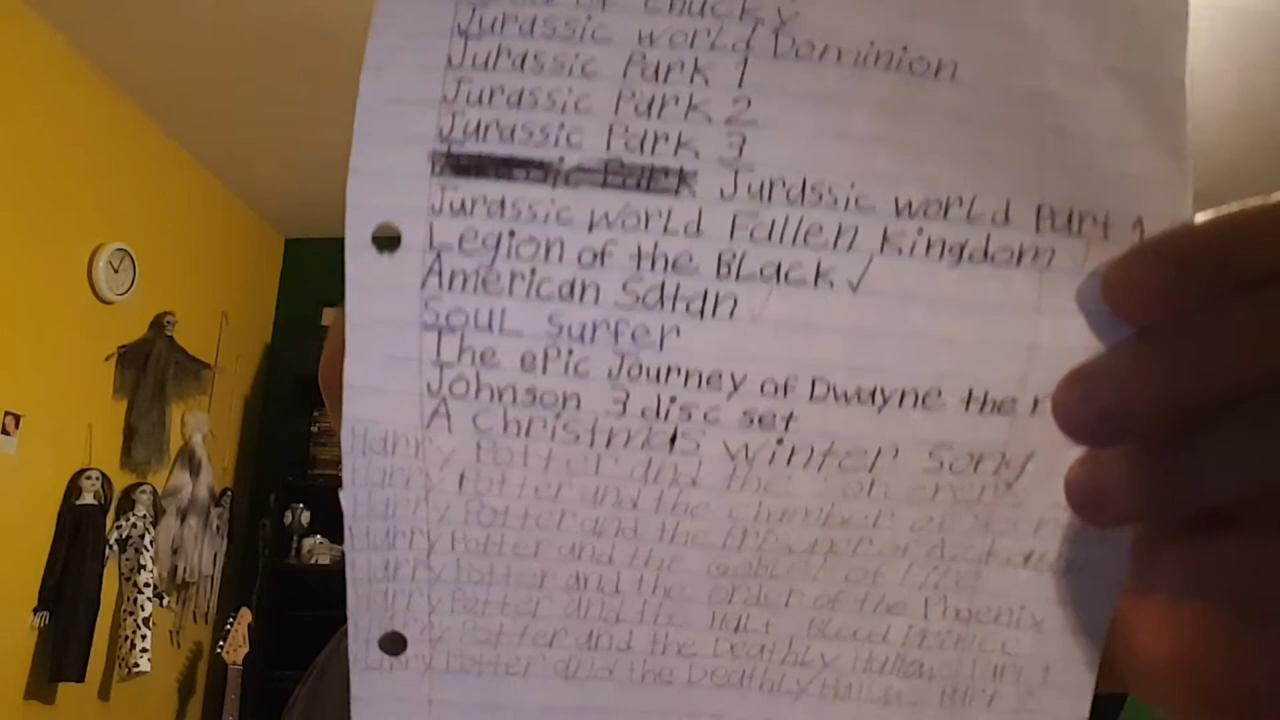 of Chucky
Jurassic world Dominion
Jurassic Park 1
Jurassic Park 2
Jurassic Park 3
Jurassic world Part 1
Jurassic world Fallen Kingdom
Legion of the BLack ✓
American Satan
SouL Surfer
The ePic Journey of Dwayne the
Johnson 3 disc set
A Christmas Winter Song
Harry Potter and the
Harry Potter and the chamber of
Harry Potter and the
Harry Potter and the Goblet of Fire
Harry Potter and the order of the Phoenix
Harry Potter and the HaLf Blood Prince
Harry Potter and the Deathly Hallows Part 1
Harry Potter and the Deathly Hallows Part